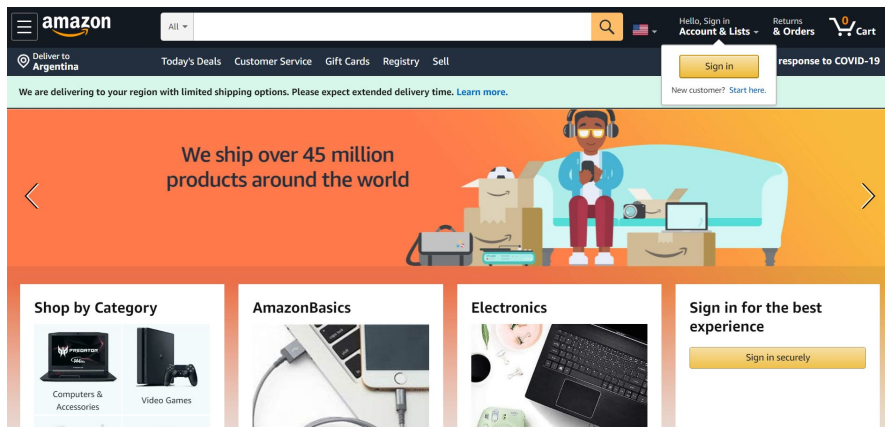 amazon
All
Hello, Sign in
Account & Lists
Returns
& Orders
0
Cart
Deliver to
Argentina
Today's Deals
Customer Service
Gift Cards
Registry
Sell
response to COVID-19
Sign in
New customer? Start here.
We are delivering to your region with limited shipping options. Please expect extended delivery time. Learn more.
We ship over 45 million
products around the world
Shop by Category
PREDATOR
Computers &
Accessories
Video Games
AmazonBasics
Electronics
Sign in for the best
experience
Sign in securely